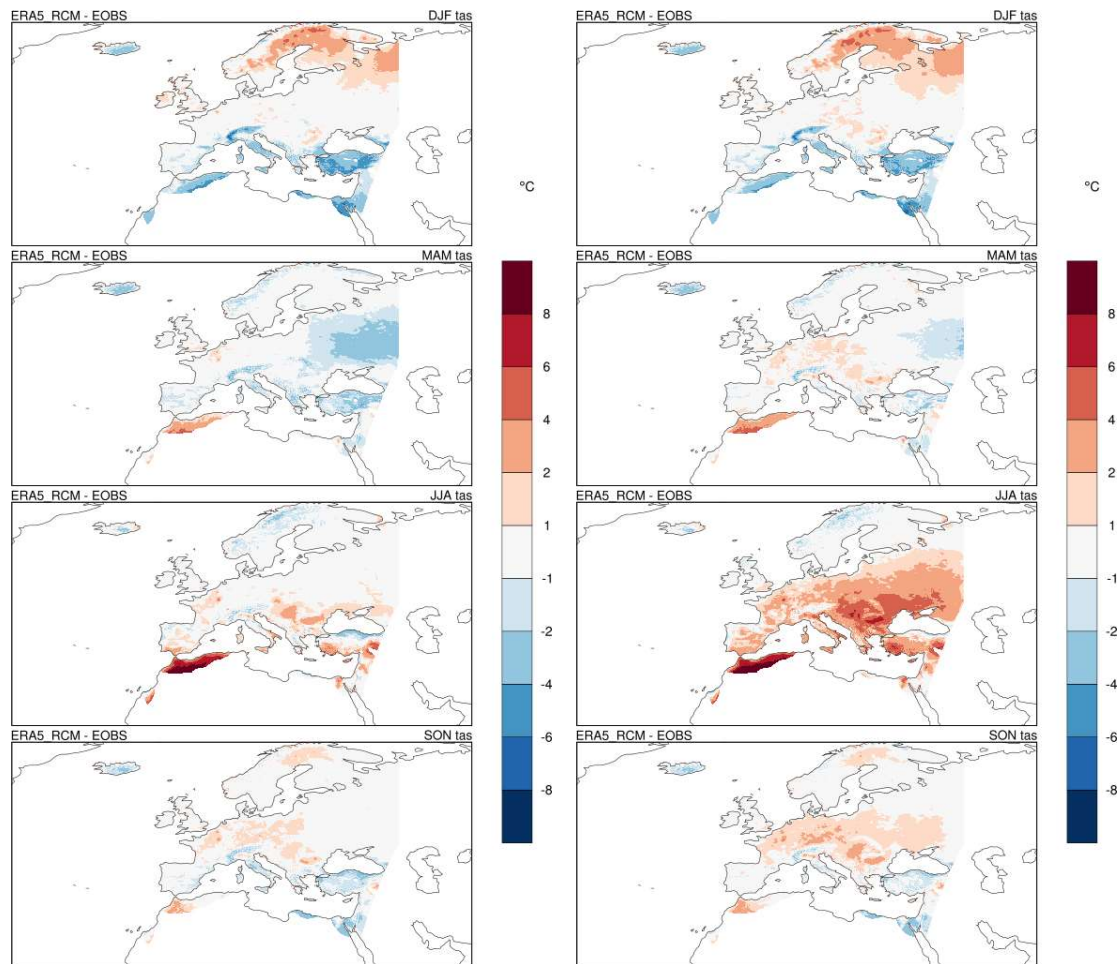 ERA5_RCM - EOBS DJF tas
ERA5_RCM - EOBS DJF tas
ERA5_RCM - EOBS MAM tas
ERA5_RCM - EOBS MAM tas
ERA5_RCM - EOBS JJA tas
ERA5_RCM - EOBS JJA tas
ERA5_RCM - EOBS SON tas
ERA5_RCM - EOBS SON tas
°C
8
6
4
2
1
-1
-2
-4
-6
-8
°C
8
6
4
2
1
-1
-2
-4
-6
-8